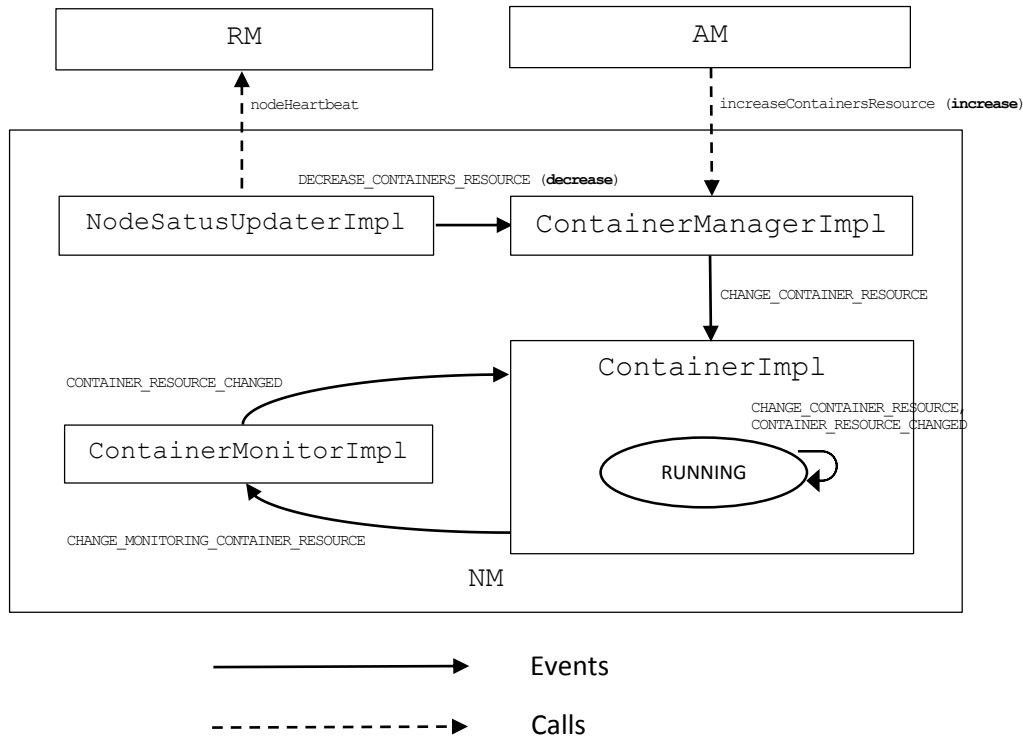 RM
AM
nodeHeartbeat
increaseContainersResource (increase)
DECREASE_CONTAINERS_RESOURCE (decrease)
NodeSatusUpdaterImpl
ContainerManagerImpl
CHANGE_CONTAINER_RESOURCE
ContainerImpl
CONTAINER_RESOURCE_CHANGED
CHANGE_CONTAINER_RESOURCE,
CONTAINER_RESOURCE_CHANGED
ContainerMonitorImpl
RUNNING
CHANGE_MONITORING_CONTAINER_RESOURCE
NM
Events
Calls